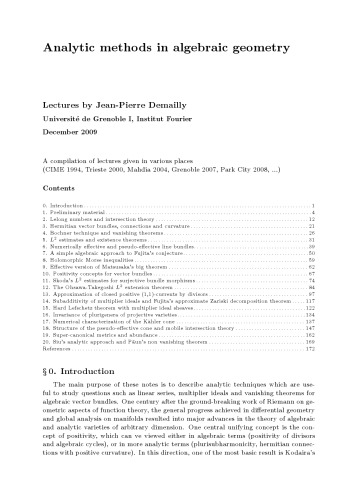 Analytic methods in algebraic geometry
Lectures by Jean-Pierre Demailly
Université de Grenoble I, Institut Fourier
December 2009
A compilation of lectures given in various places
(CIME 1994, Trieste 2000, Mahdia 2004, Grenoble 2007, Park City 2008, ...)
Contents
0. Introduction 1
1. Preliminary material 4
2. Lelong numbers and intersection theory 12
3. Hermitian vector bundles, connections and curvature 21
4. Bochner technique and vanishing theorems 26
5. L² estimates and existence theorems 31
6. Numerically effective and pseudo-effective line bundles 39
7. A simple algebraic approach to Fujita's conjecture 50
8. Holomorphic Morse inequalities 59
9. Effective version of Matsusaka's big theorem 62
10. Positivity concepts for vector bundles 67
11. Skoda's L² estimates for surjective bundle morphisms 74
12. The Ohsawa-Takegoshi L² extension theorem 84
13. Approximation of closed positive (1,1)-currents by divisors 97
14. Subadditivity of multiplier ideals and Fujita's approximate Zariski decomposition theorem 117
15. Hard Lefschetz theorem with multiplier ideal sheaves 122
16. Invariance of plurigenera of projective varieties 134
17. Numerical characterization of the Kähler cone 137
18. Structure of the pseudo-effective cone and mobile intersection theory 147
19. Super-canonical metrics and abundance 162
20. Siu's analytic approach and Păun's non vanishing theorem 169
References 172
§ 0. Introduction
The main purpose of these notes is to describe analytic techniques which are use-
ful to study questions such as linear series, multiplier ideals and vanishing theorems for
algebraic vector bundles. One century after the ground-breaking work of Riemann on ge-
ometric aspects of function theory, the general progress achieved in differential geometry
and global analysis on manifolds resulted into major advances in the theory of algebraic
and analytic varieties of arbitrary dimension. One central unifying concept is the con-
cept of positivity, which can ve viewed either in algebraic terms (positivity of divisors
and algebraic cycles), or in more analytic terms (plurisubharmonicity, hermitian connec-
tions with positive curvature). In this direction, one of the most basic result is Kodaira's